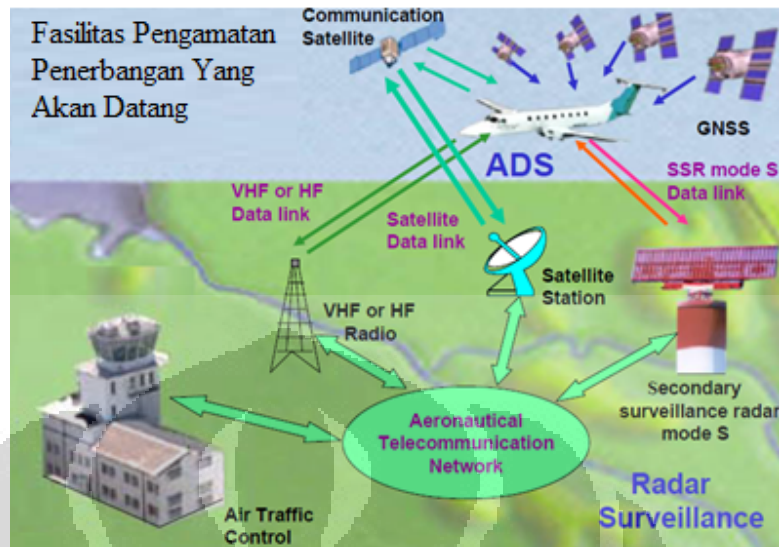 Fasilitas Pengamatan
Penerbangan Yang
Akan Datang
Communication
Satellite
GNSS
ADS
VHF or HF
Data link
Satellite
Data link
SSR mode S
Data link
VHF or HF
Radio
Satellite
Station
Secondary
surveillance radar
mode S
Aeronautical
Telecommunication
Network
Air Traffic
Control
Radar
Surveillance